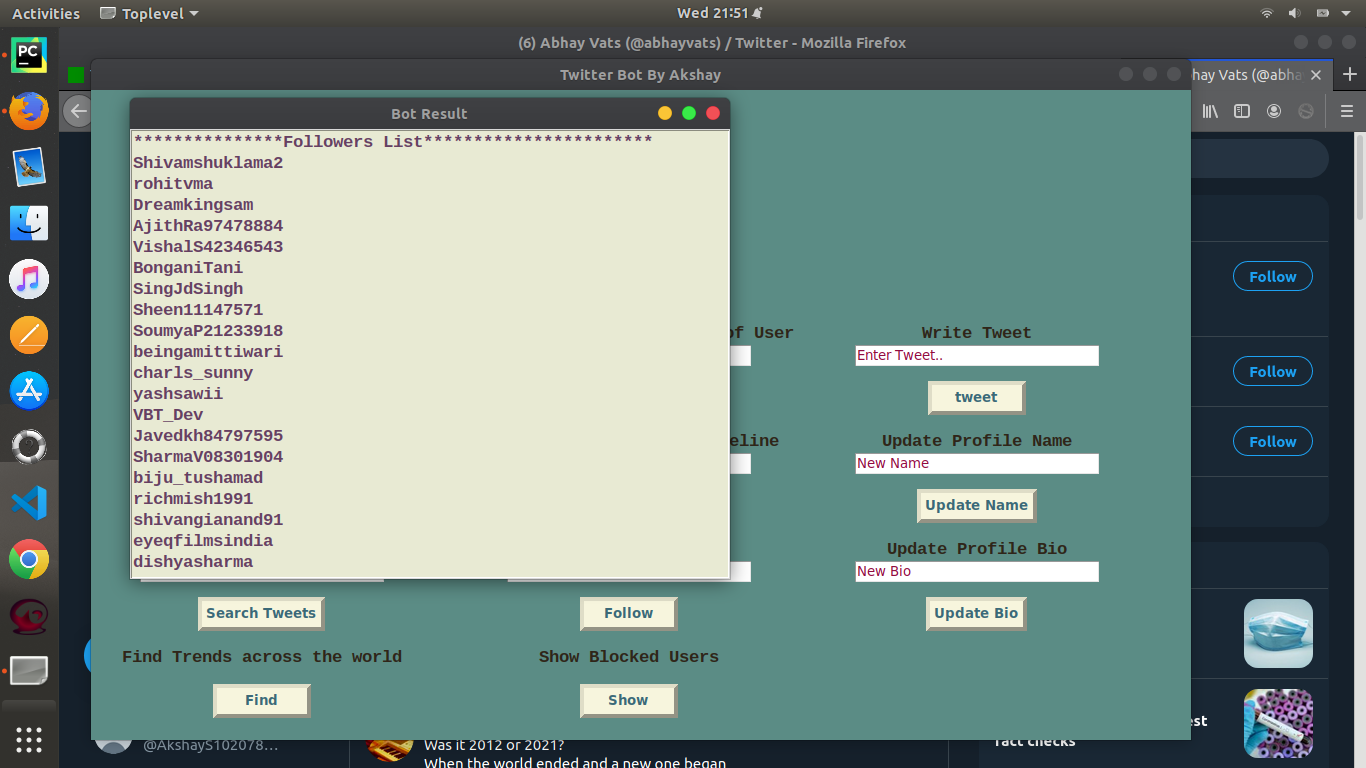 Activities
Toplevel
Wed 21:51
(6) Abhay Vats (@abhayvats) / Twitter - Mozilla Firefox
PC
Twitter Bot By Akshay
hay Vats (@abha
Bot Result
***************Followers List***********************
Shivamshuklama2
rohitvma
Dreamkingsam
AjithRa97478884
VishalS42346543
BonganiTani
SingJdSingh
Sheen11147571
SoumyaP21233918
beingamittiwari
charls_sunny
yashsawii
VBT_Dev
Javedkh84797595
SharmaV08301904
biju_tushamad
richmish1991
shivangianand91
eyeqfilmsindia
dishyasharma
of User
Write Tweet
Enter Tweet..
tweet
eline
Update Profile Name
New Name
Update Name
Update Profile Bio
New Bio
Search Tweets
Follow
Update Bio
Find Trends across the world
Show Blocked Users
Find
Show
Follow
Follow
Follow
@AkshayS102078...
Was it 2012 or 2021?
When the world ended and a new one began
est
fact checks